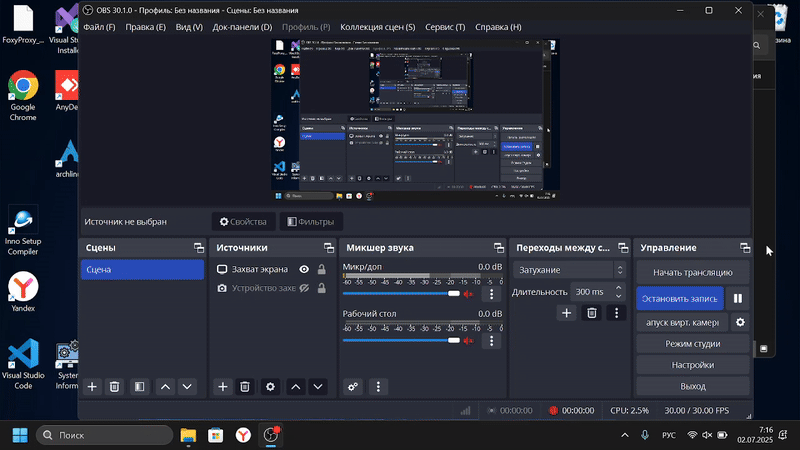 OBS 30.1.0 - Профиль: Без названия - Сцены: Без названия
Файл (F) Правка (E) Вид (V) Док-панели (D) Профиль (P) Коллекция сцен (S) Сервис (T) Справка (H)
FoxyProxy_...
Visual Studio Installer
Google Chrome
AnyDe
archlin
Inno Setup Compiler
Yandex
Visual Studio Code
System Inform
Источник не выбран
Свойства
Фильтры
Сцены
Сцена
Источники
Захват экрана
Устройство захв
Микшер звука
Микр/доп 0.0 dB
-60 -55 -50 -45 -40 -35 -30 -25 -20 -15 -10 -5 0
Рабочий стол 0.0 dB
-60 -55 -50 -45 -40 -35 -30 -25 -20 -15 -10 -5 0
Переходы между с...
Затухание
Длительность 300 ms
Управление
Начать трансляцию
Остановить запись
апуск вирт. камеры
Режим студии
Настройки
Выход
00:00:00
00:00:00
CPU: 2.5%
30.00 / 30.00 FPS
Поиск
РУС
7:16
02.07.2025